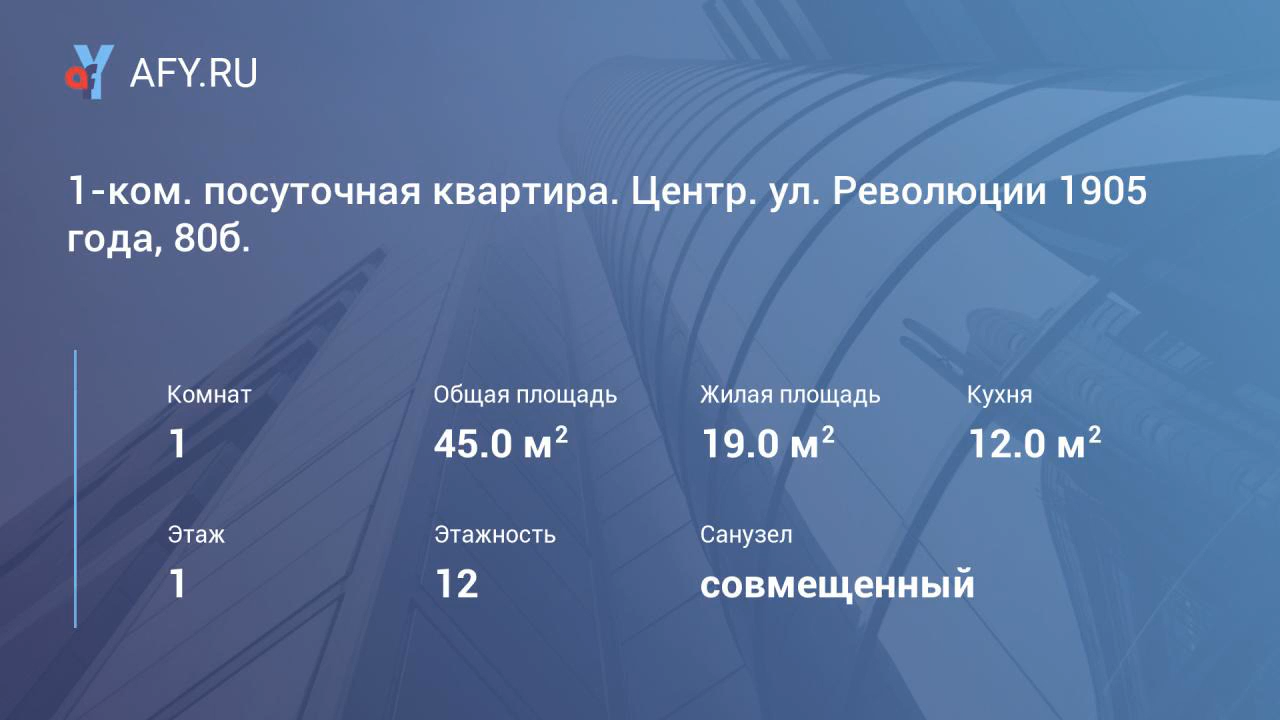 afy AFY.RU
1-ком. посуточная квартира. Центр. ул. Революции 1905
года, 80б.
Комнат
1
Общая площадь
45.0 м²
Жилая площадь
19.0 м²
Кухня
12.0 м²
Этаж
1
Этажность
12
Санузел
совмещенный